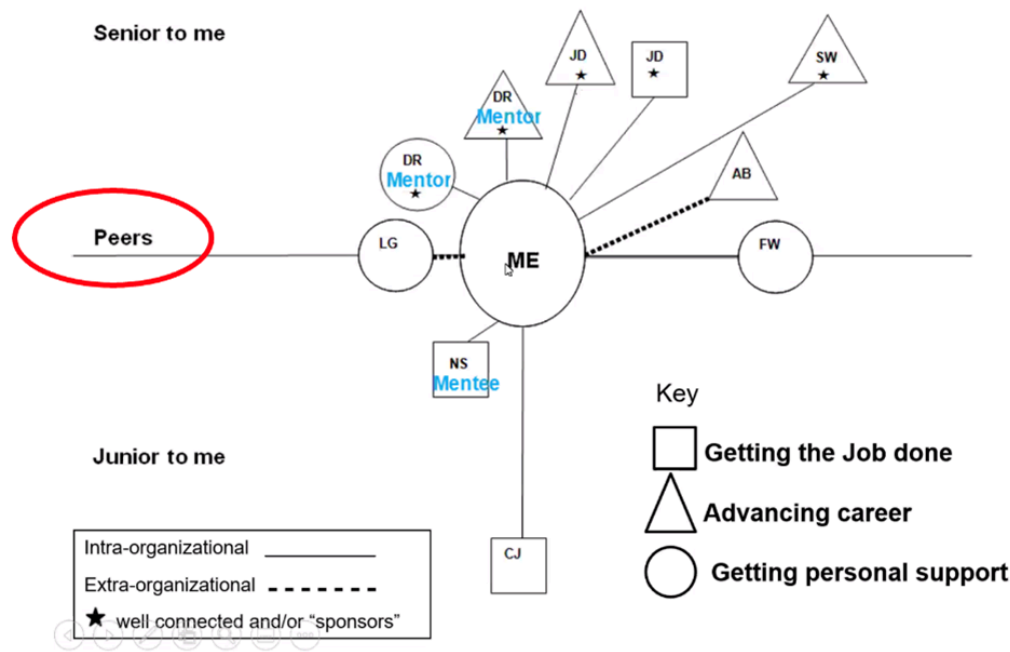 Senior to me
JD
JD
SW
DR
Mentor
AB
DR
Mentor
Peers
LG
ME
FW
NS
Mentee
Key
Getting the Job done
Junior to me
Advancing career
Intra-organizational
CJ
Getting personal support
Extra-organizational
well connected and/or “sponsors”